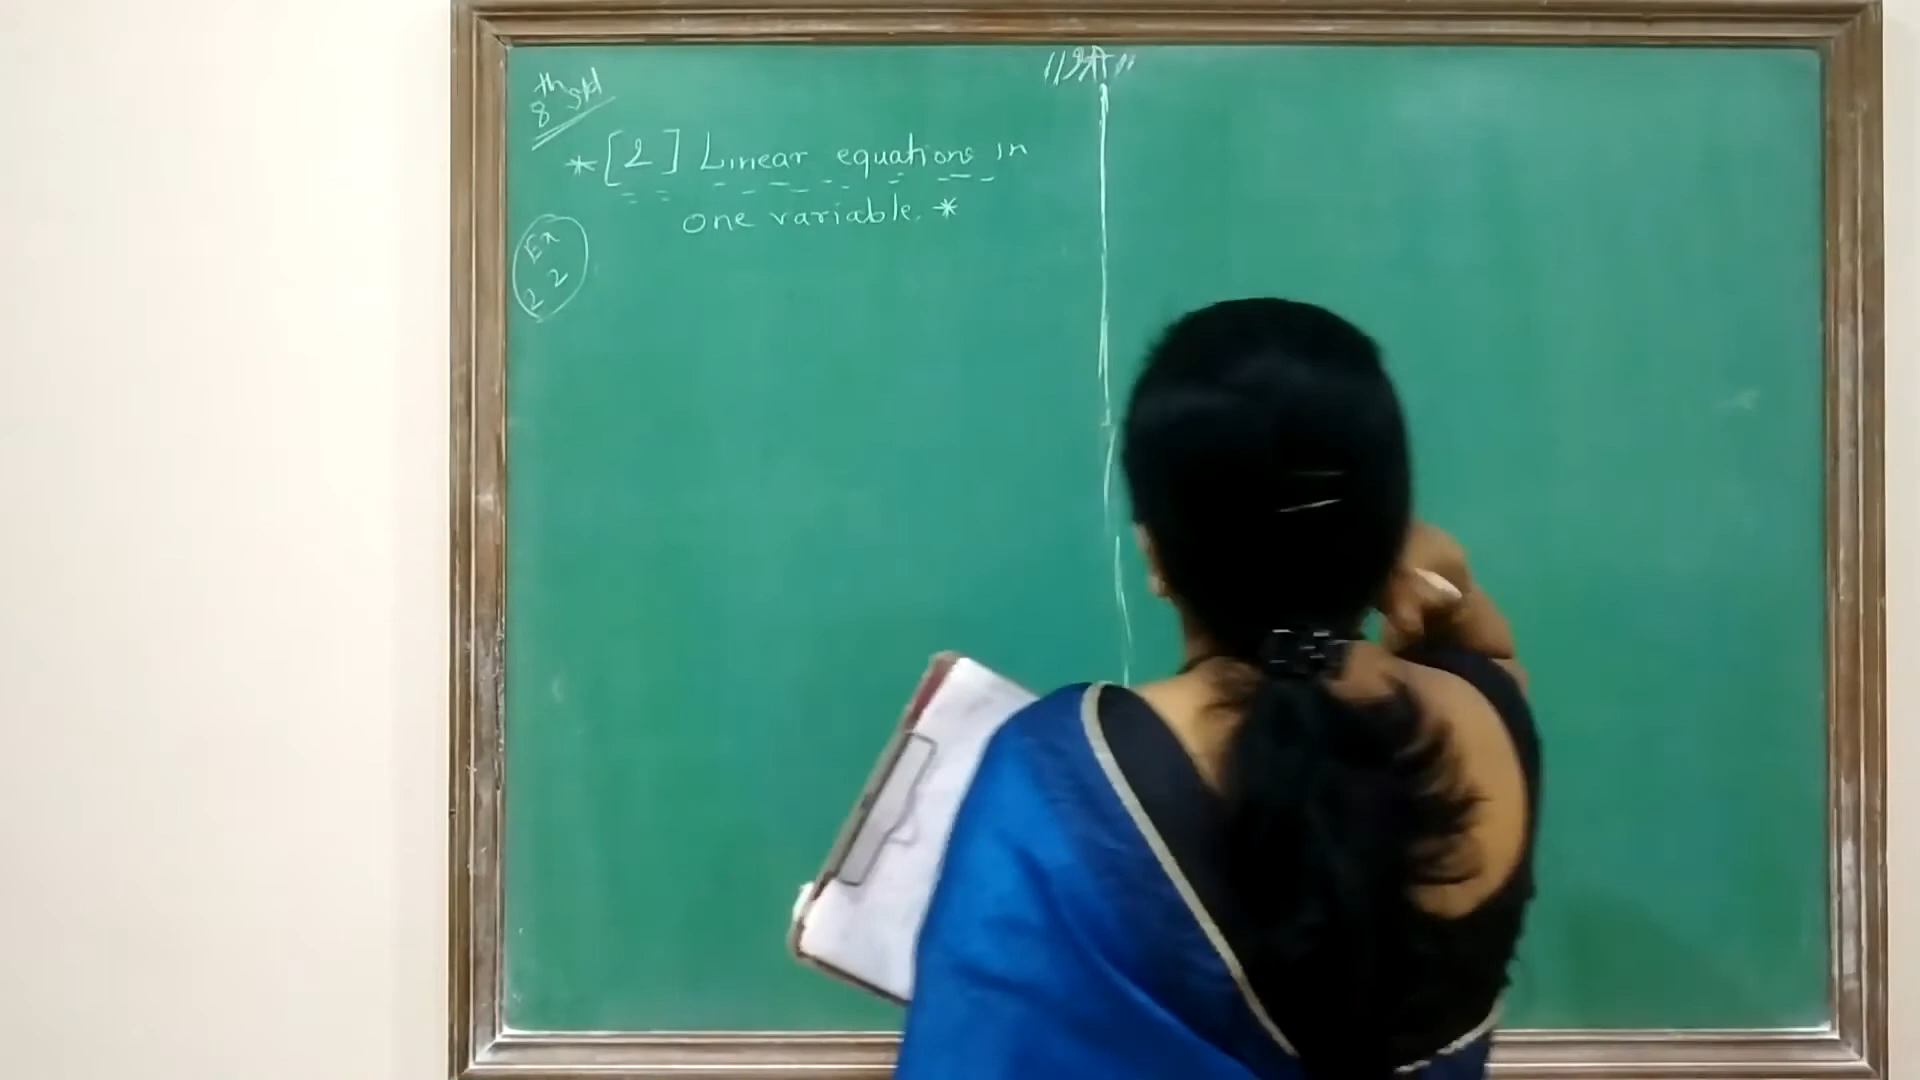 8th std
* [2] Linear equations in
one variable. *
Ex
2 2